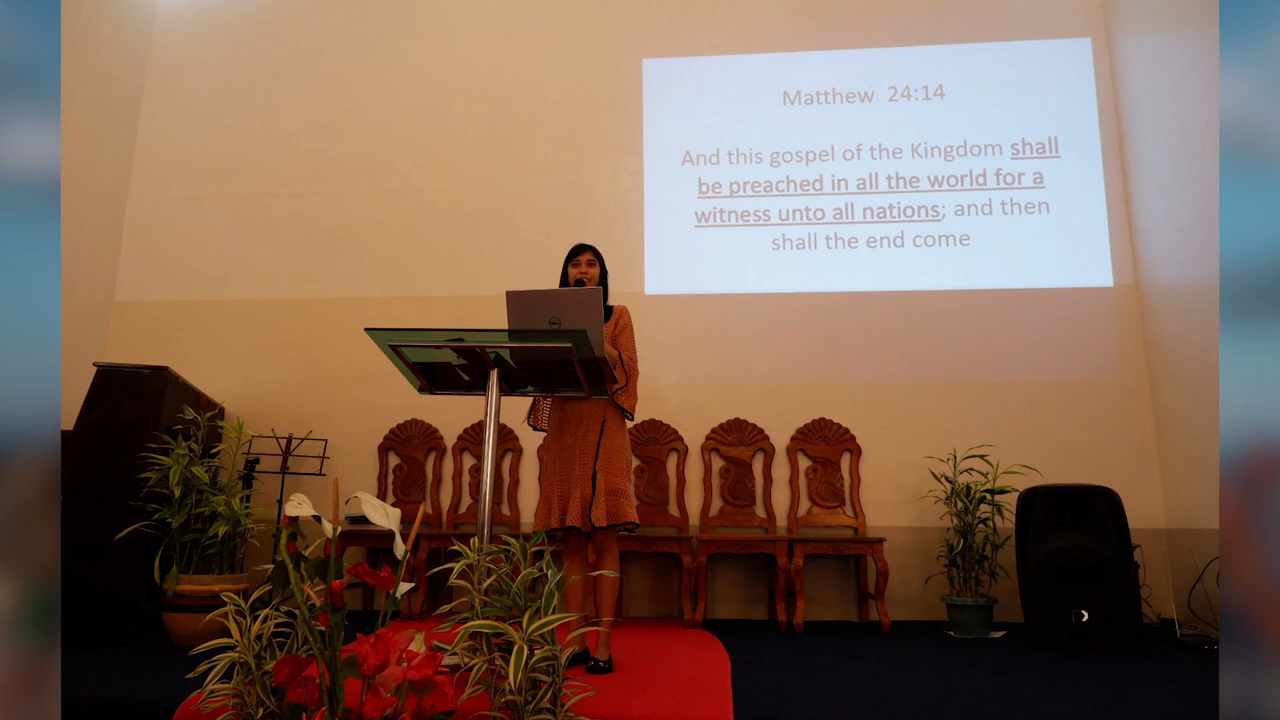 Matthew 24:14
And this gospel of the Kingdom shall
be preached in all the world for a
witness unto all nations; and then
shall the end come
DELL